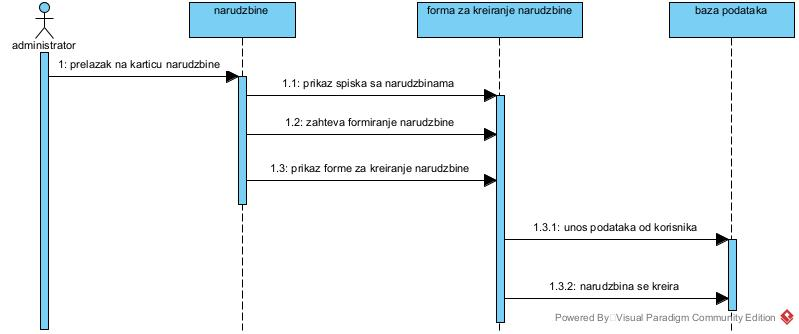 narudzbine
forma za kreiranje narudzbine
baza podataka
administrator
1: prelazak na karticu narudzbine
1.1: prikaz spiska sa narudzbinama
1.2: zahteva formiranje narudzbine
1.3: prikaz forme za kreiranje narudzbine
1.3.1: unos podataka od korisnika
1.3.2: narudzbina se kreira
Powered By Visual Paradigm Community Edition